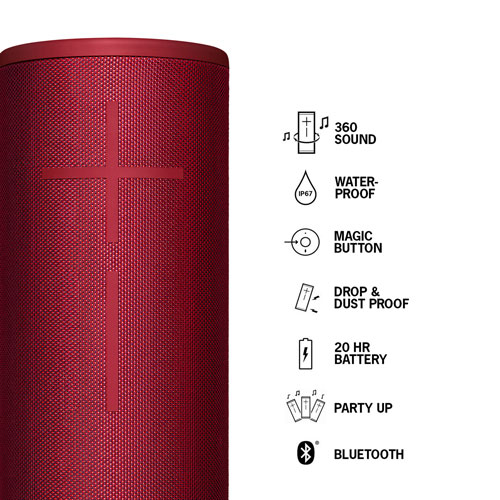 360
SOUND
IP67
WATER-
PROOF
MAGIC
BUTTON
DROP &
DUST PROOF
20 HR
BATTERY
PARTY UP
®
BLUETOOTH